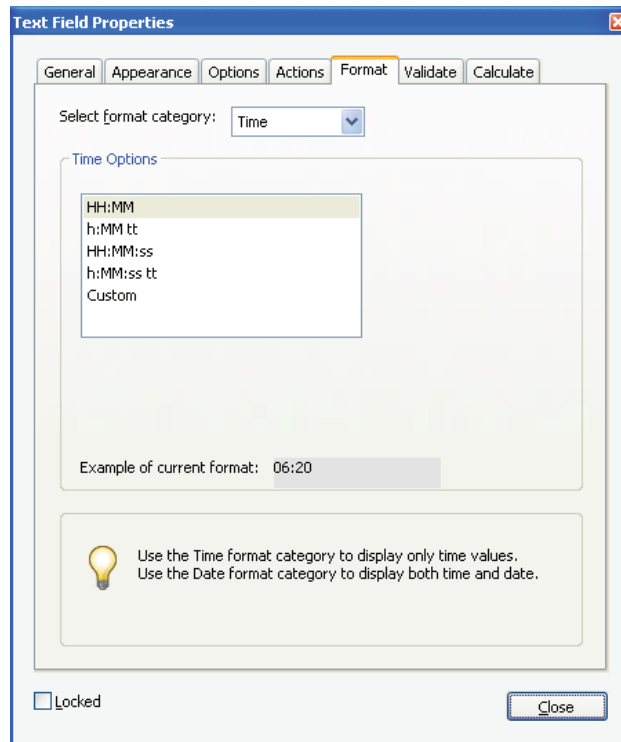 Text Field Properties
General Appearance Options Actions Format Validate Calculate
Select format category: Time
Time Options
HH:MM
h:MM tt
HH:MM:ss
h:MM:ss tt
Custom
Example of current format: 06:20
Use the Time format category to display only time values.
Use the Date format category to display both time and date.
Locked
Close